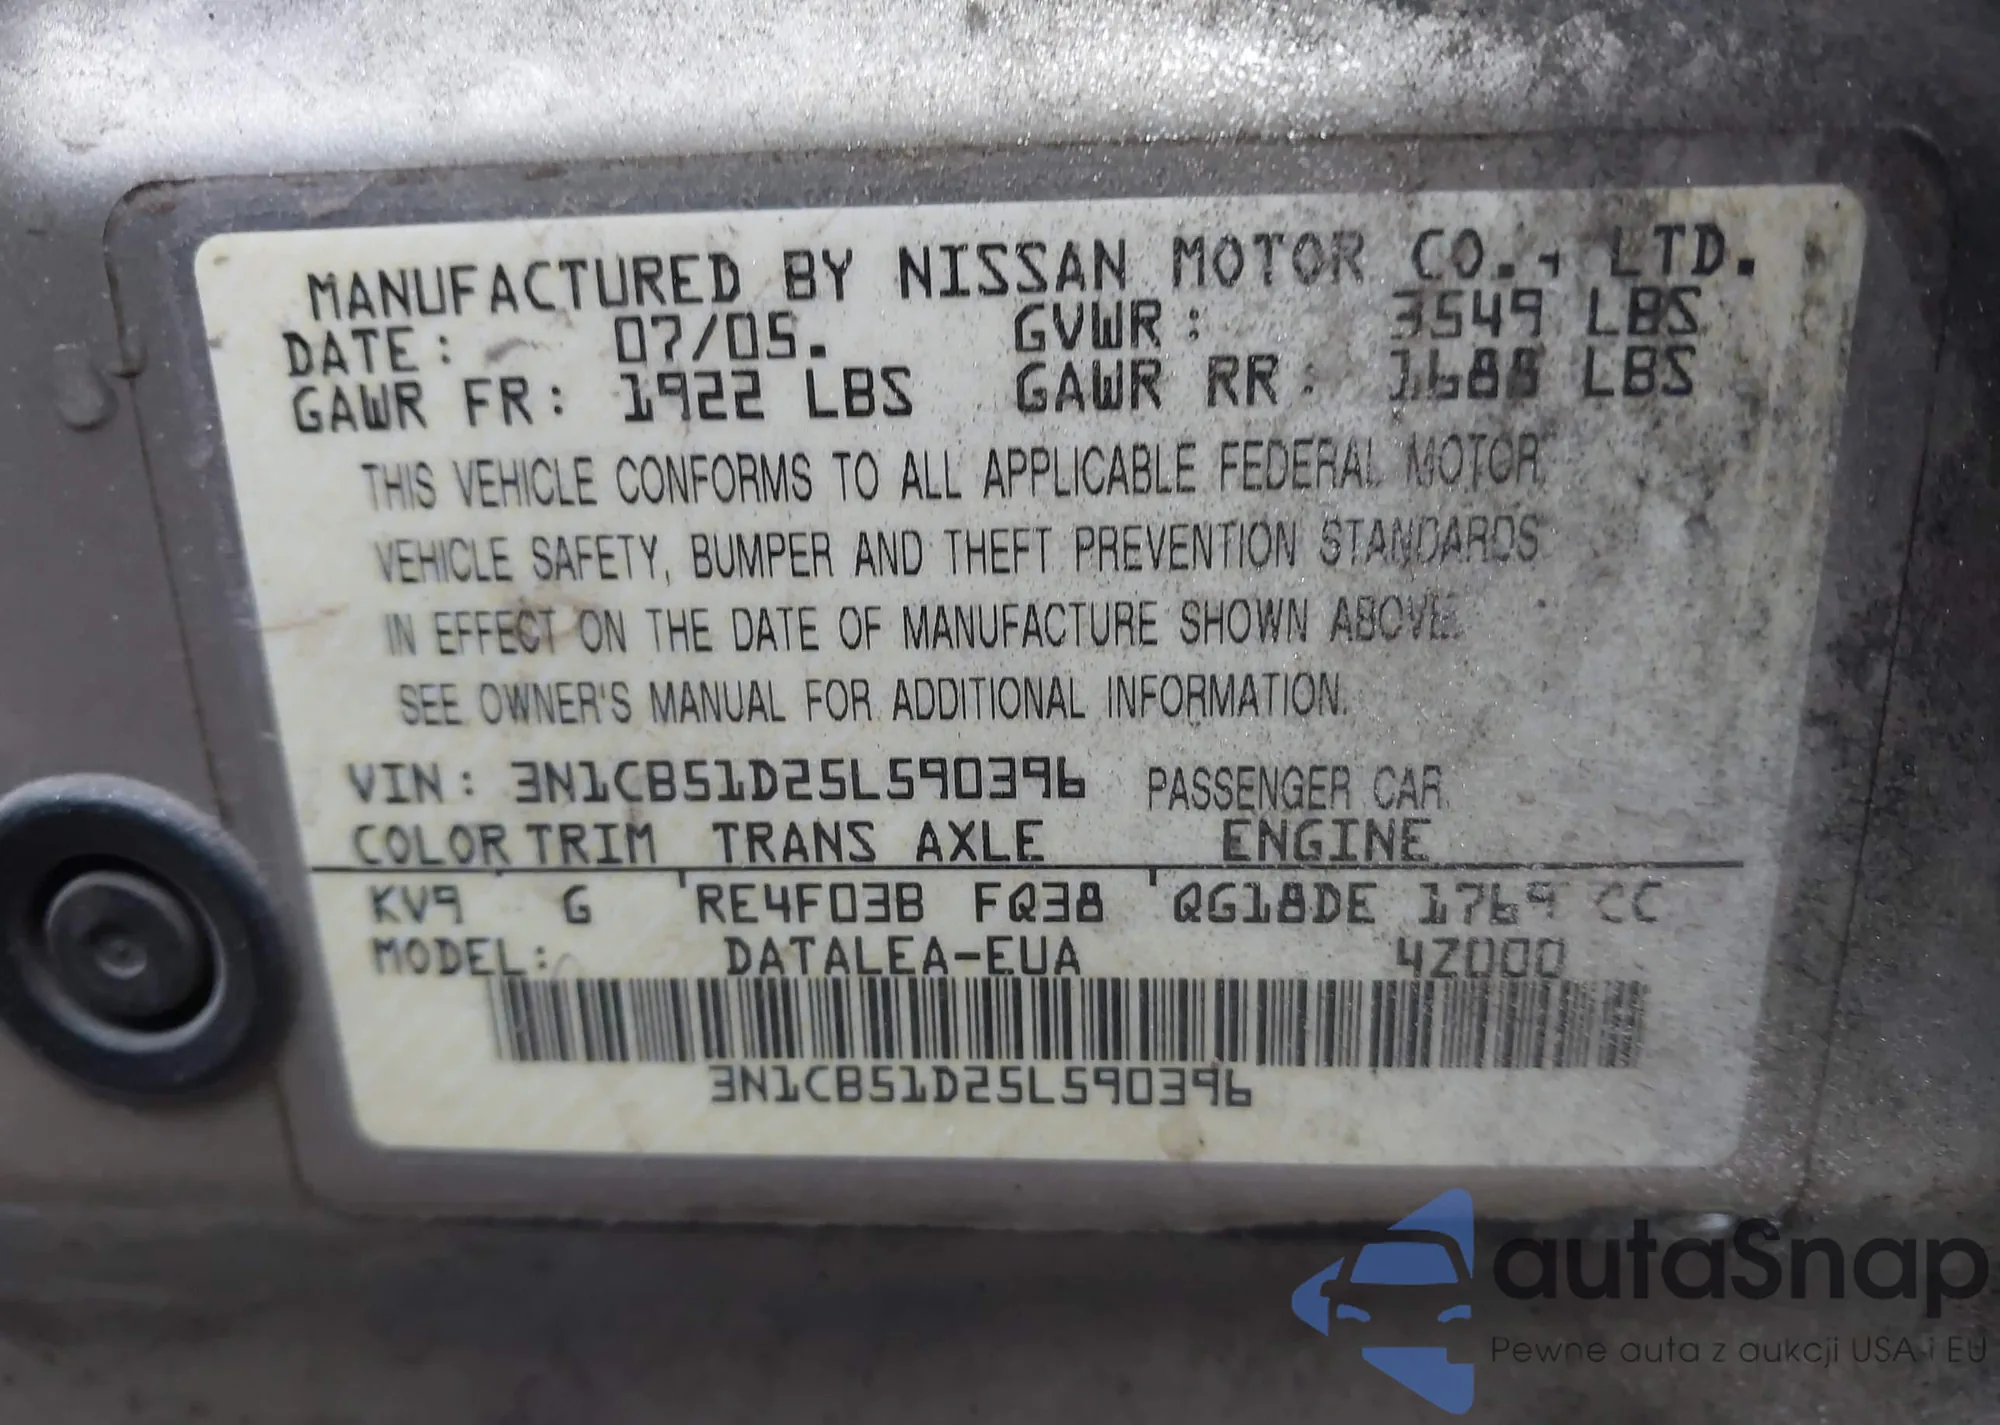 MANUFACTURED BY NISSAN MOTOR CO., LTD.
DATE: 07/05. GVWR: 3549 LBS
GAWR FR: 1922 LBS GAWR RR: 1688 LBS
THIS VEHICLE CONFORMS TO ALL APPLICABLE FEDERAL MOTOR
VEHICLE SAFETY, BUMPER AND THEFT PREVENTION STANDARDS
IN EFFECT ON THE DATE OF MANUFACTURE SHOWN ABOVE.
SEE OWNER'S MANUAL FOR ADDITIONAL INFORMATION.
VIN: 3N1CB51D25L590396 PASSENGER CAR
COLOR TRIM TRANS AXLE ENGINE
KV9 G RE4F03B FQ38 QG18DE 1769 CC
MODEL: DATALEA-EUA 4Z000
3N1CB51D25L590396
autaSnap
Pewne auta z aukcji USA i EU